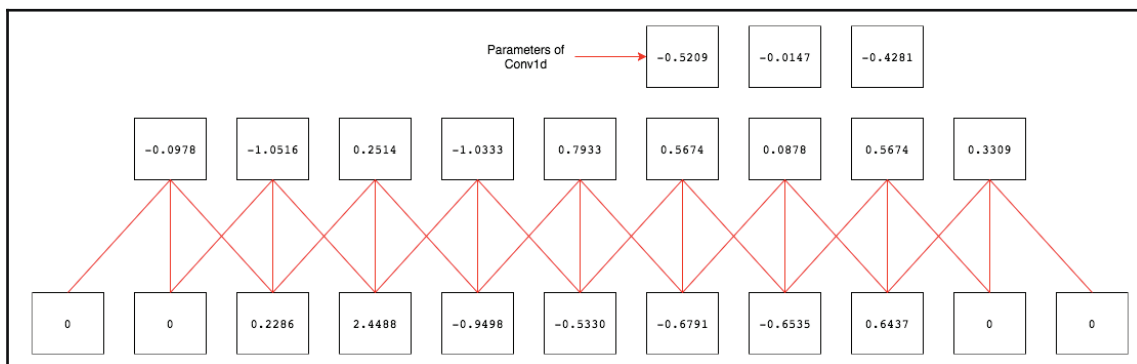 Parameters of
Conv1d
-0.5209 -0.0147 -0.4281
-0.0978 -1.0516 0.2514 -1.0333 0.7933 0.5674 0.0878 0.5674 0.3309
0 0 0.2286 2.4488 -0.9498 -0.5330 -0.6791 -0.6535 0.6437 0 0